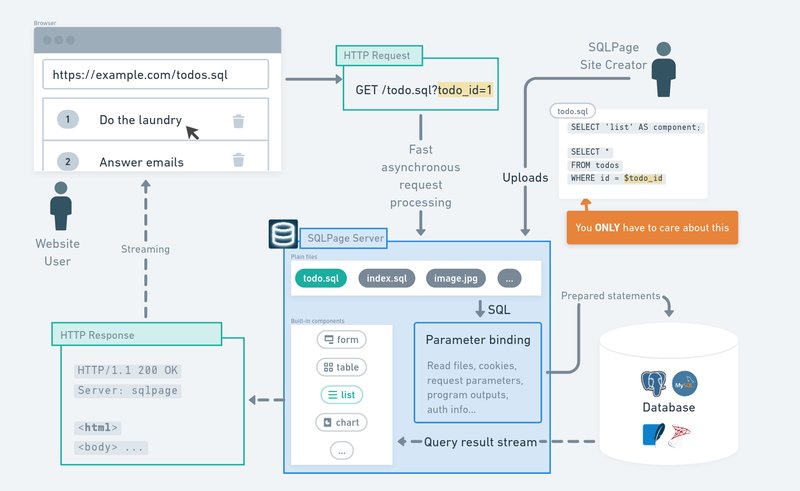 Browser
https://example.com/todos.sql
1 Do the laundry
2 Answer emails
Website
User
Streaming
HTTP Request
GET /todo.sql?todo_id=1
Fast
asynchronous
request
processing
SQLPage
Site Creator
Uploads
todo.sql
SELECT 'list' AS component;
SELECT *
FROM todos
WHERE id = $todo_id
You ONLY have to care about this
SQLPage Server
Plain files
todo.sql index.sql image.jpg ...
SQL
Built-in components
form
table
list
chart
...
Parameter binding
Read files, cookies,
request parameters,
program outputs,
auth info...
Prepared statements
MySQL
Database
Query result stream
HTTP Response
HTTP/1.1 200 OK
Server: sqlpage
<html>
<body> ...